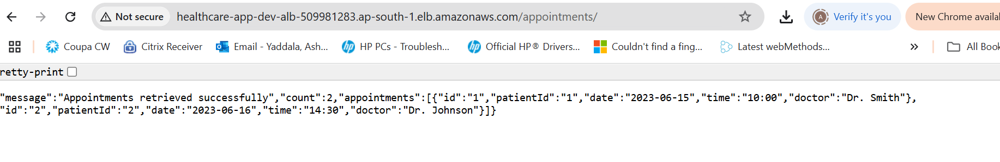 Not secure healthcare-app-dev-alb-509981283.ap-south-1.elb.amazonaws.com/appointments/ A Verify it's you New Chrome availal
Coupa CW Citrix Receiver Email - Yaddala, Ash... HP PCs - Troublesh... Official HP® Drivers... Couldn't find a fing... Latest webMethods... » All Book
retty-print
"message":"Appointments retrieved successfully","count":2,"appointments":[{"id":"1","patientId":"1","date":"2023-06-15","time":"10:00","doctor":"Dr. Smith"},
"id":"2","patientId":"2","date":"2023-06-16","time":"14:30","doctor":"Dr. Johnson"}]}